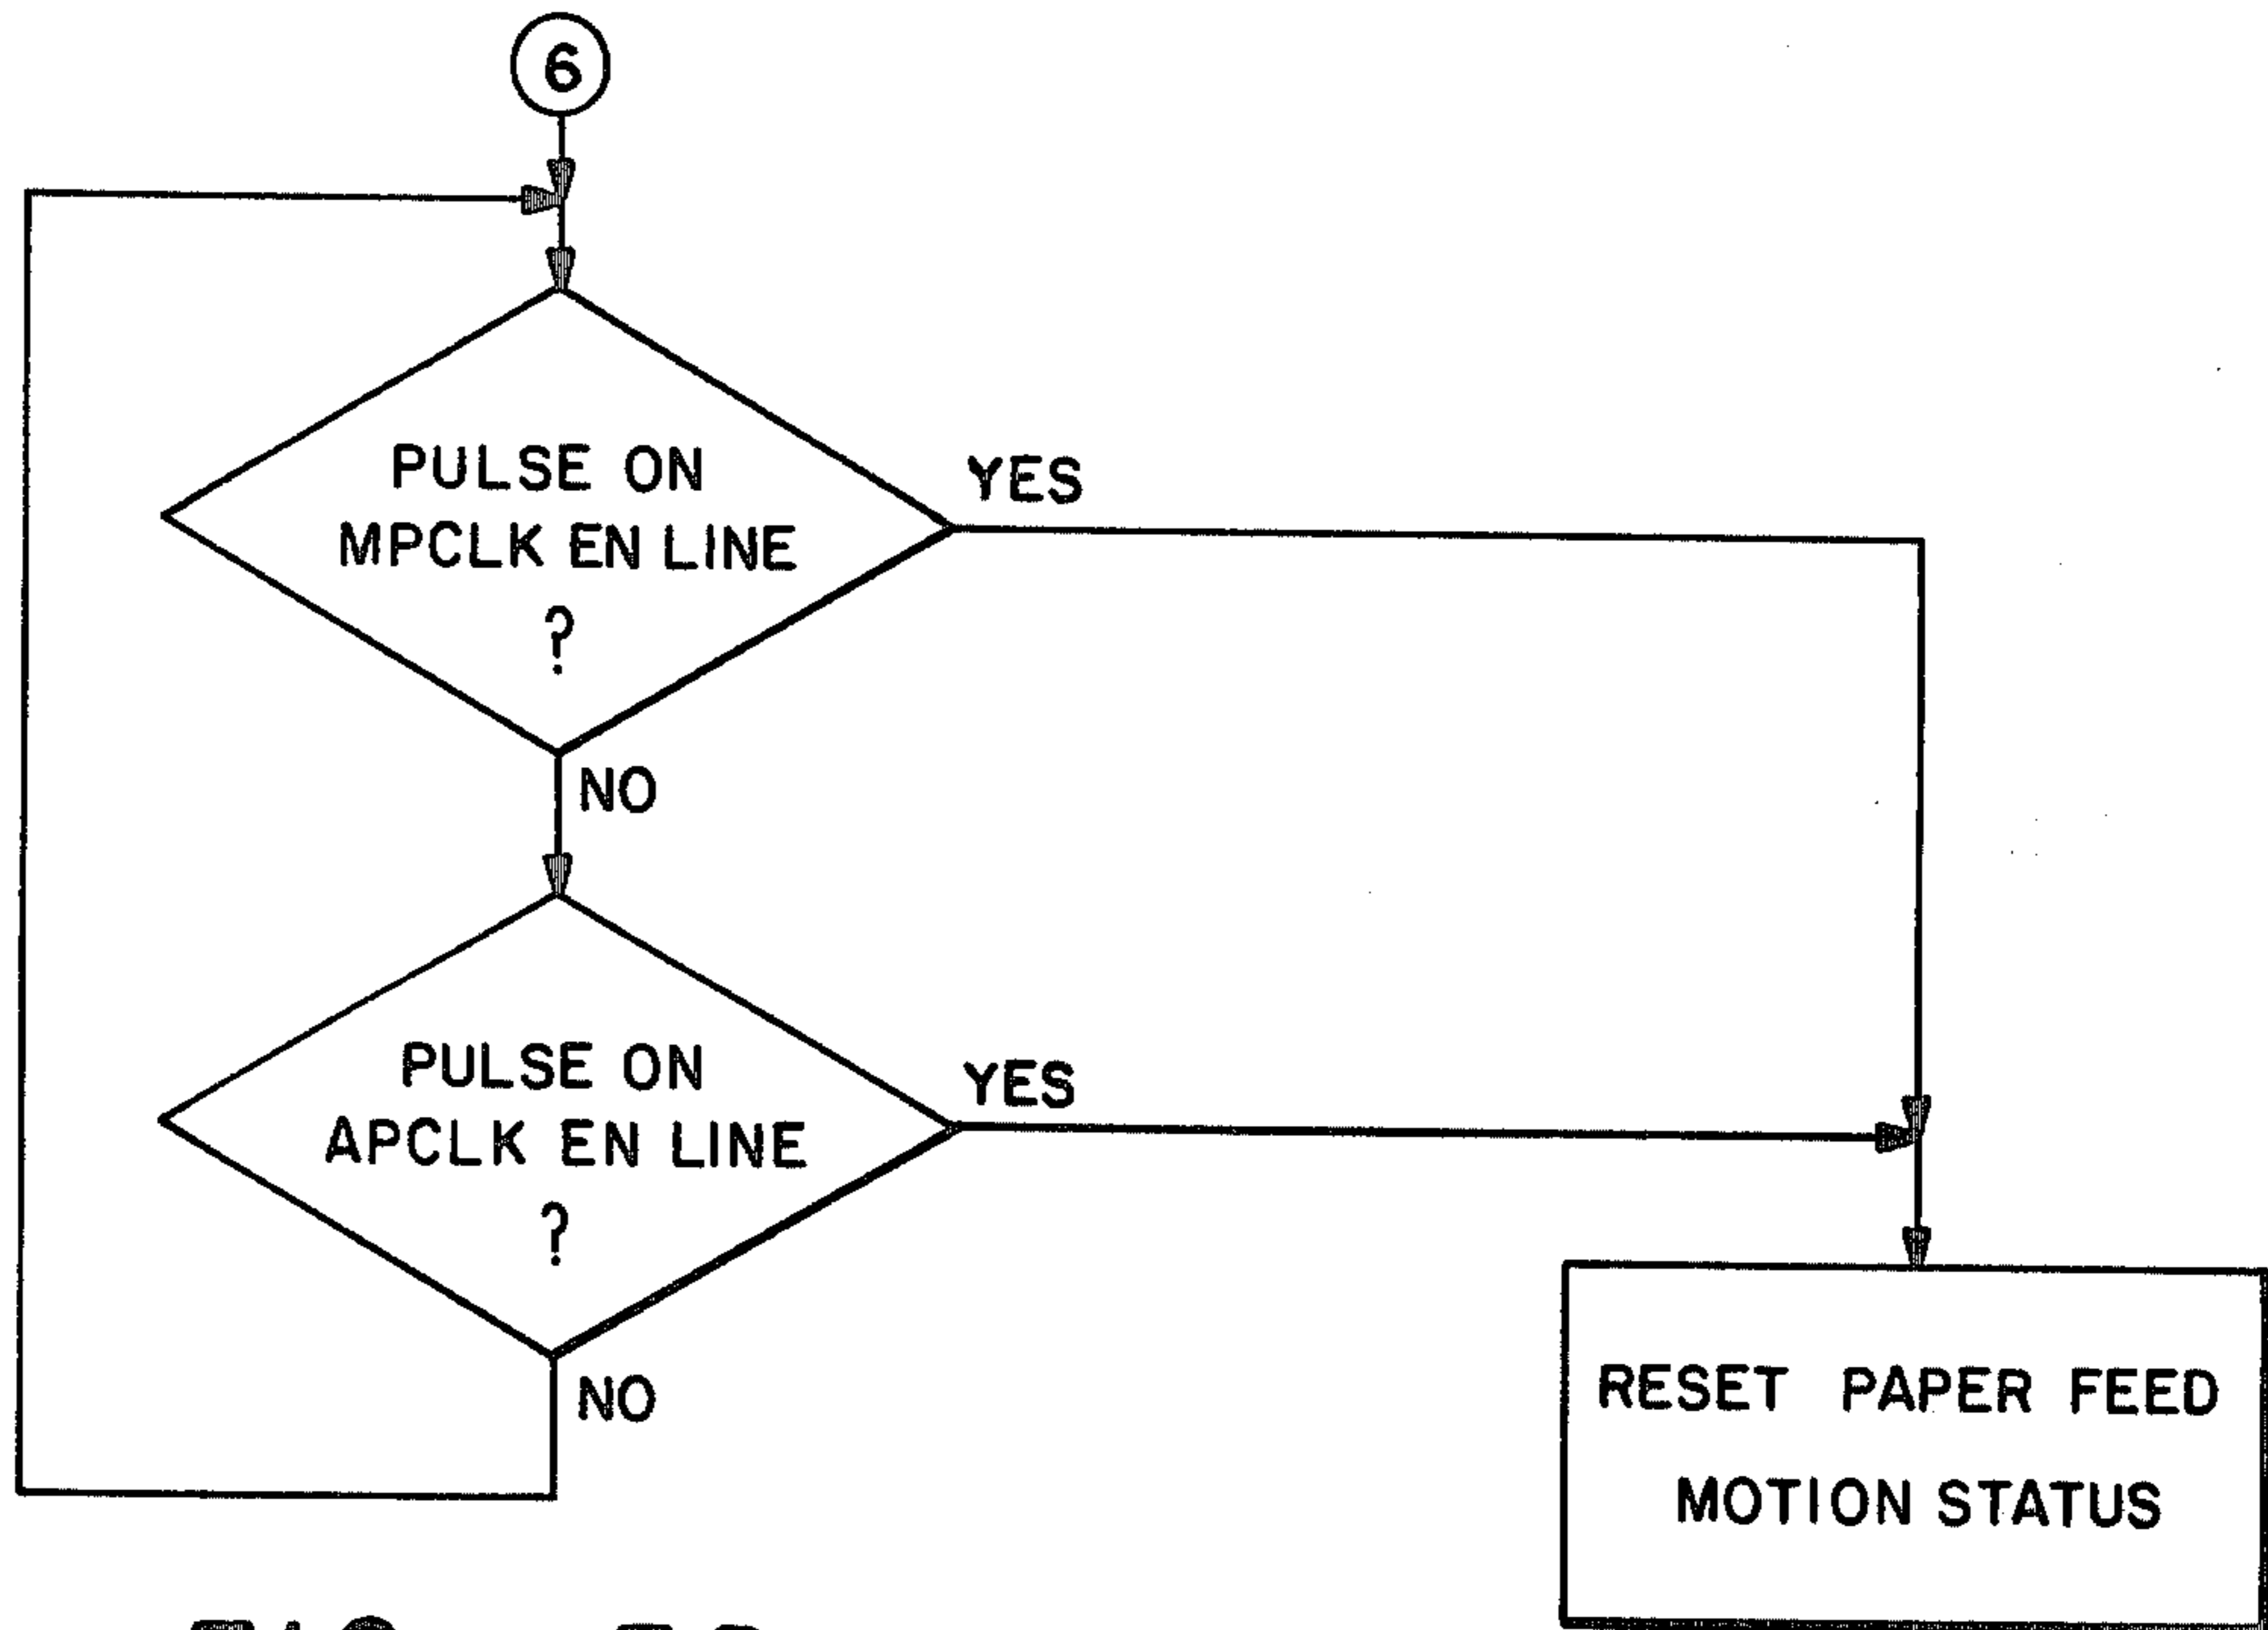 6
PULSE ON
MPCLK EN LINE
?
YES
NO
PULSE ON
APCLK EN LINE
?
YES
NO
RESET PAPER FEED
MOTION STATUS